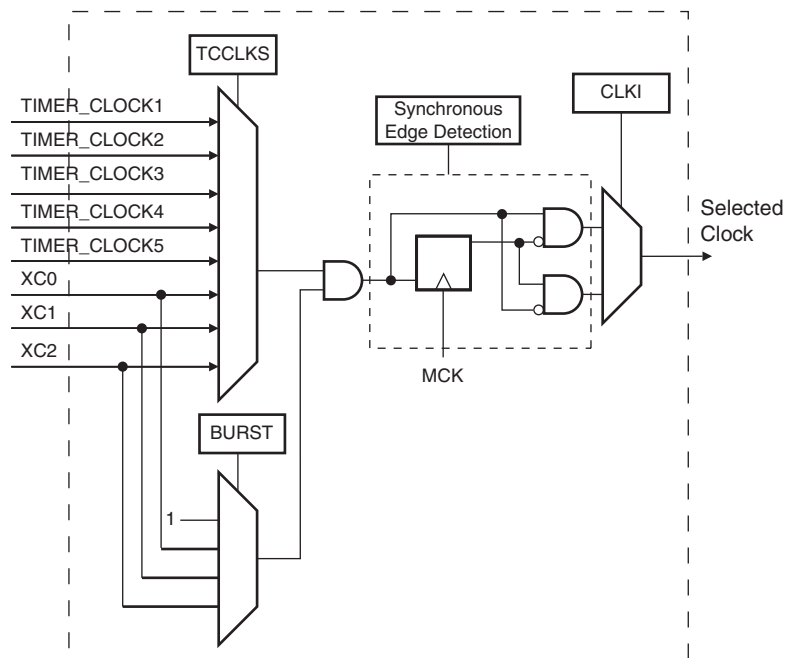 TCCLKS
CLKI
TIMER_CLOCK1
Synchronous
Edge Detection
TIMER_CLOCK2
TIMER_CLOCK3
TIMER_CLOCK4
Selected
Clock
TIMER_CLOCK5
XC0
XC1
XC2
MCK
BURST
1